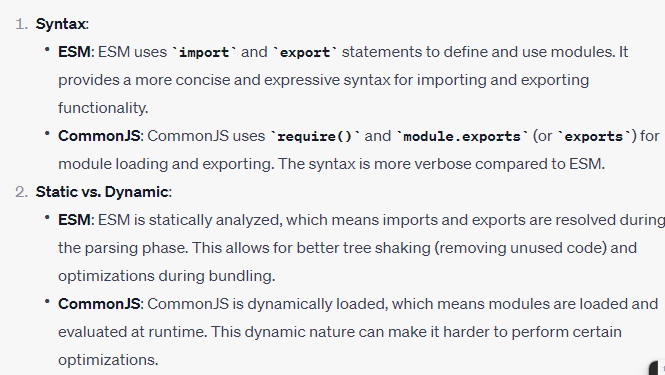 1. Syntax:
• ESM: ESM uses `import` and `export` statements to define and use modules. It
provides a more concise and expressive syntax for importing and exporting
functionality.
• CommonJS: CommonJS uses `require()` and `module.exports` (or `exports`) for
module loading and exporting. The syntax is more verbose compared to ESM.
2. Static vs. Dynamic:
• ESM: ESM is statically analyzed, which means imports and exports are resolved during
the parsing phase. This allows for better tree shaking (removing unused code) and
optimizations during bundling.
• CommonJS: CommonJS is dynamically loaded, which means modules are loaded and
evaluated at runtime. This dynamic nature can make it harder to perform certain
optimizations.